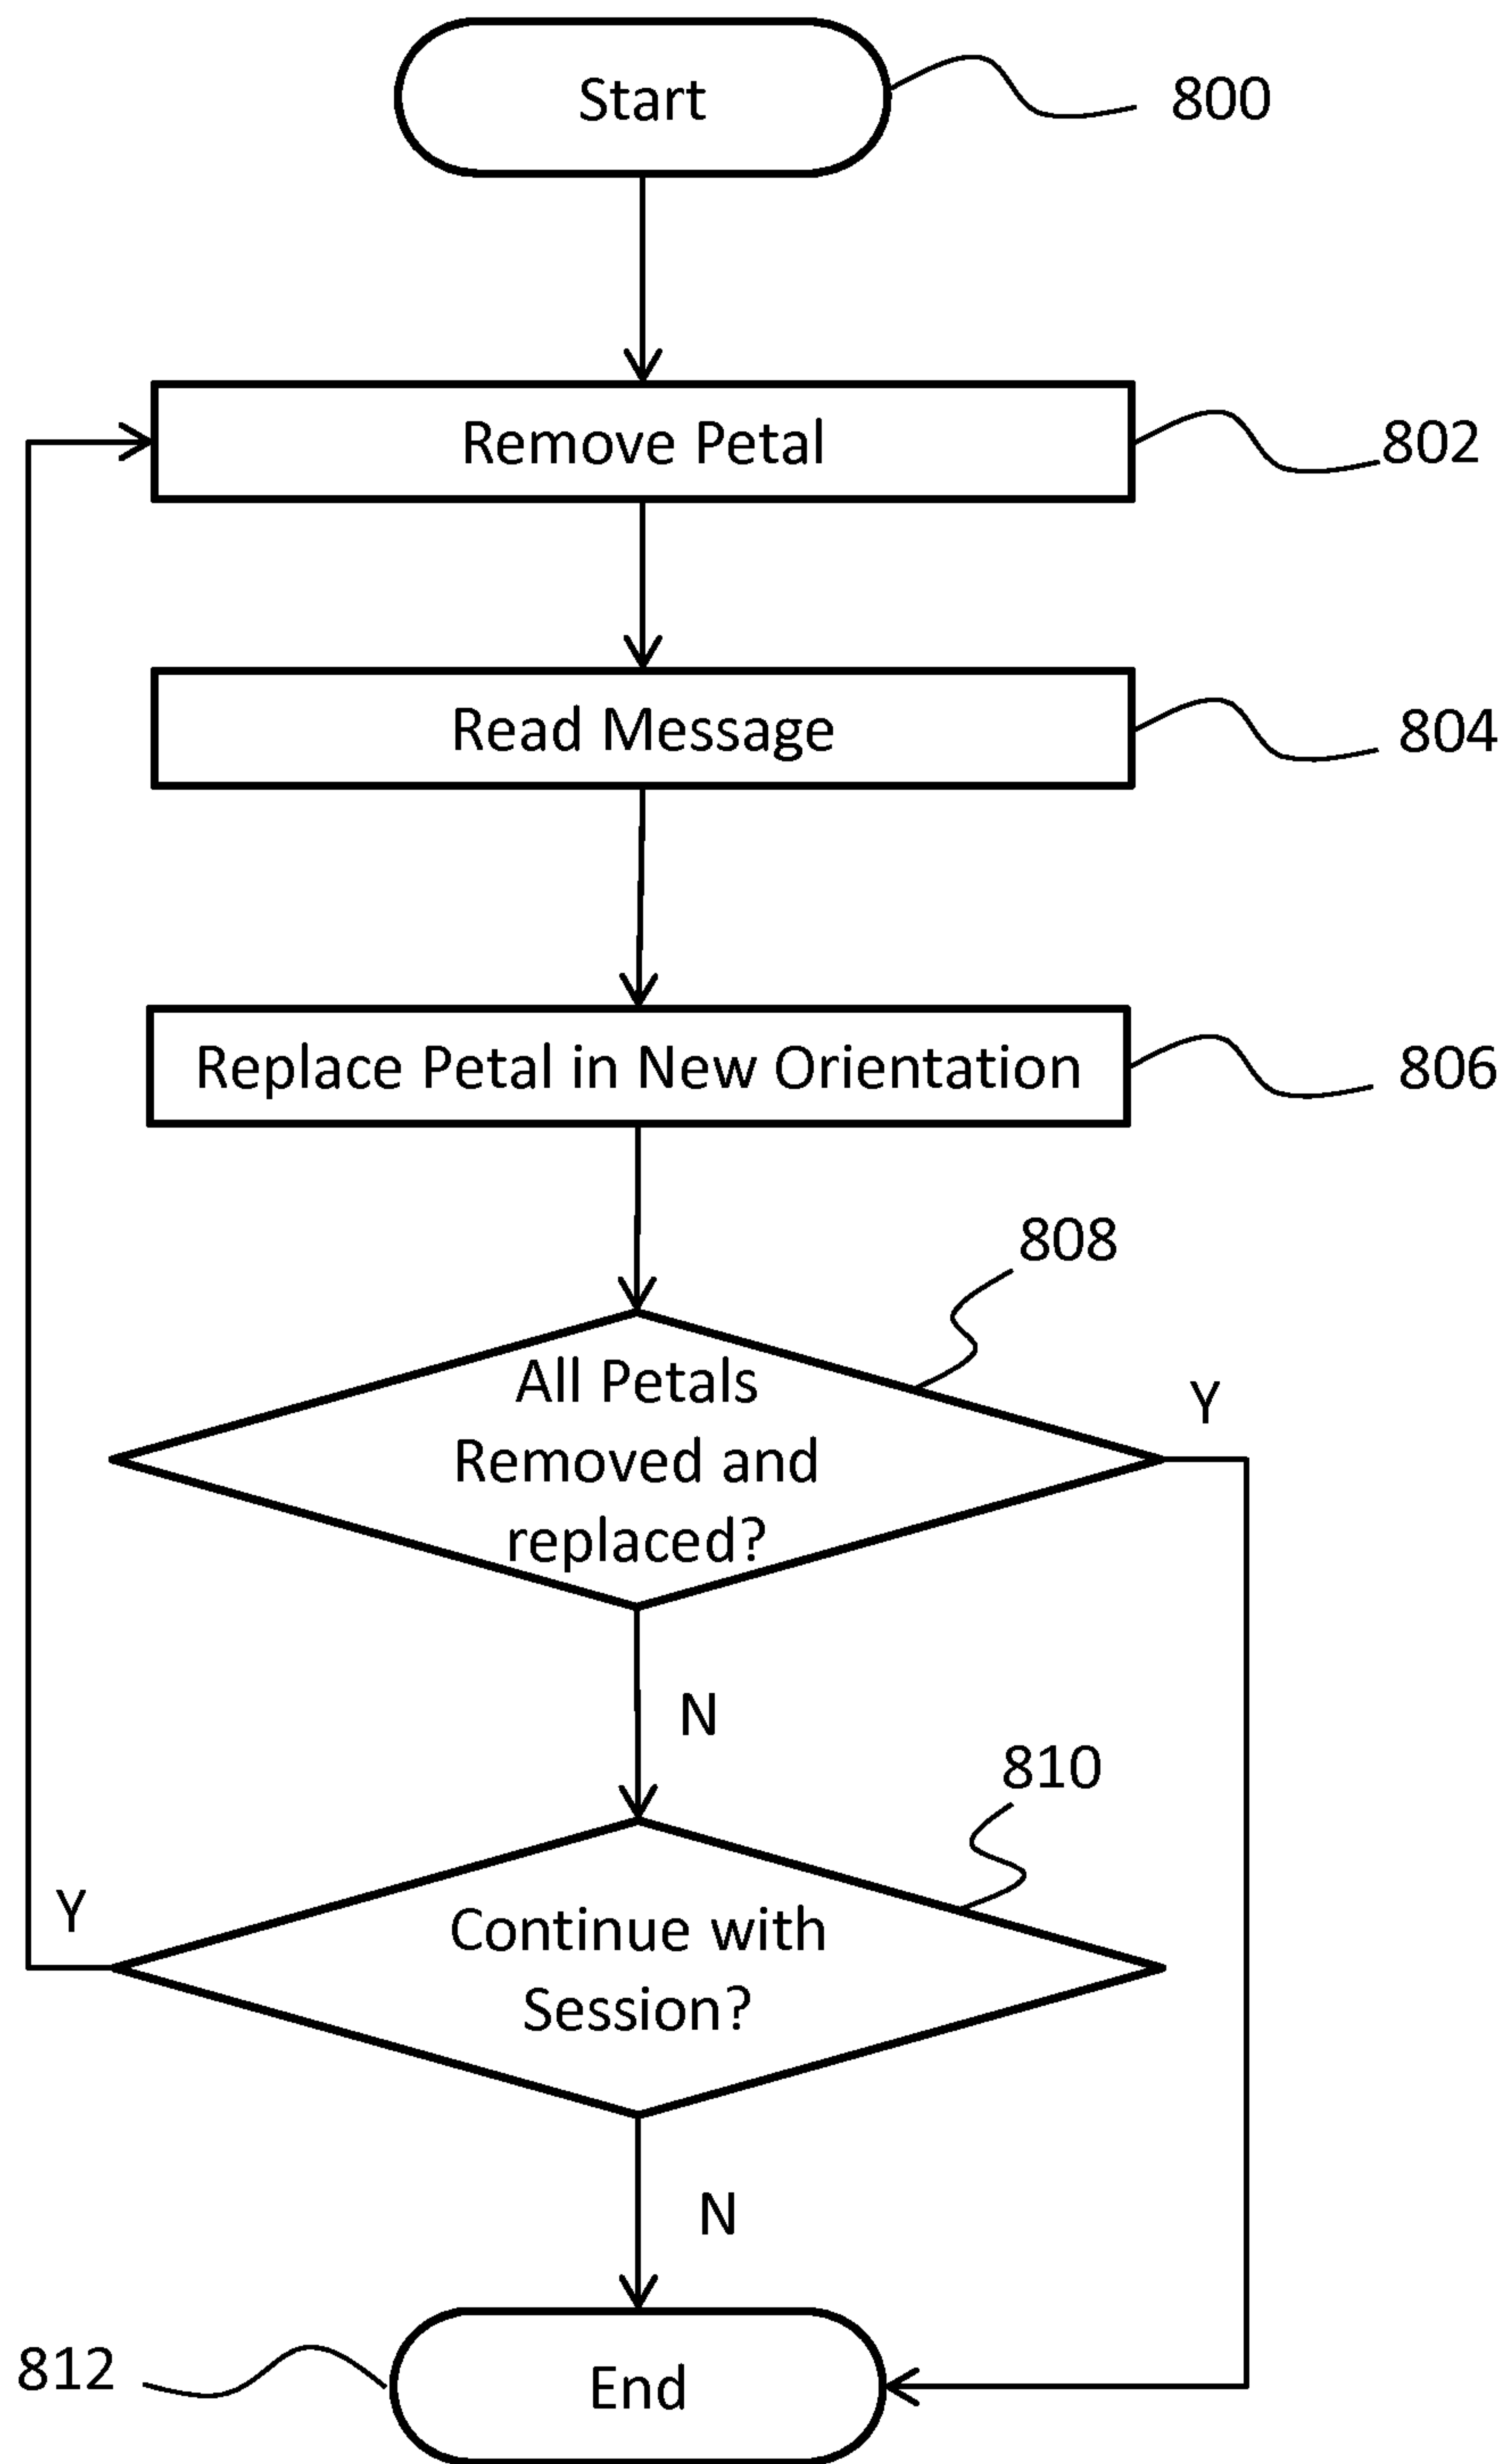 Start
800
Remove Petal
802
Read Message
804
Replace Petal in New Orientation
806
808
All Petals
Removed and
replaced?
Y
N
810
Y
Continue with
Session?
N
812
End